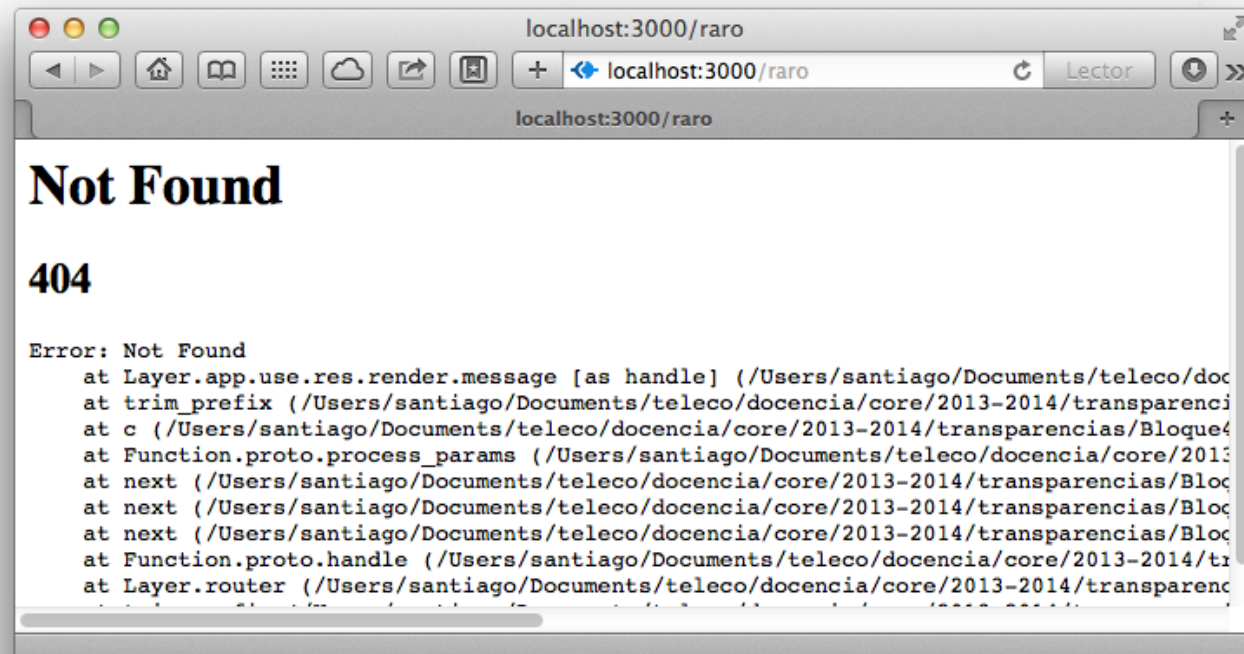 localhost:3000/raro
localhost:3000/raro Lector
localhost:3000/raro
Not Found
404
Error: Not Found
at Layer.app.use.res.render.message [as handle] (/Users/santiago/Documents/teleco/doc
at trim_prefix (/Users/santiago/Documents/teleco/docencia/core/2013-2014/transparenci
at c (/Users/santiago/Documents/teleco/docencia/core/2013-2014/transparencias/Bloque4
at Function.proto.process_params (/Users/santiago/Documents/teleco/docencia/core/2013
at next (/Users/santiago/Documents/teleco/docencia/core/2013-2014/transparencias/Bloq
at next (/Users/santiago/Documents/teleco/docencia/core/2013-2014/transparencias/Bloq
at next (/Users/santiago/Documents/teleco/docencia/core/2013-2014/transparencias/Bloq
at Function.proto.handle (/Users/santiago/Documents/teleco/docencia/core/2013-2014/tr
at Layer.router (/Users/santiago/Documents/teleco/docencia/core/2013-2014/transparenc